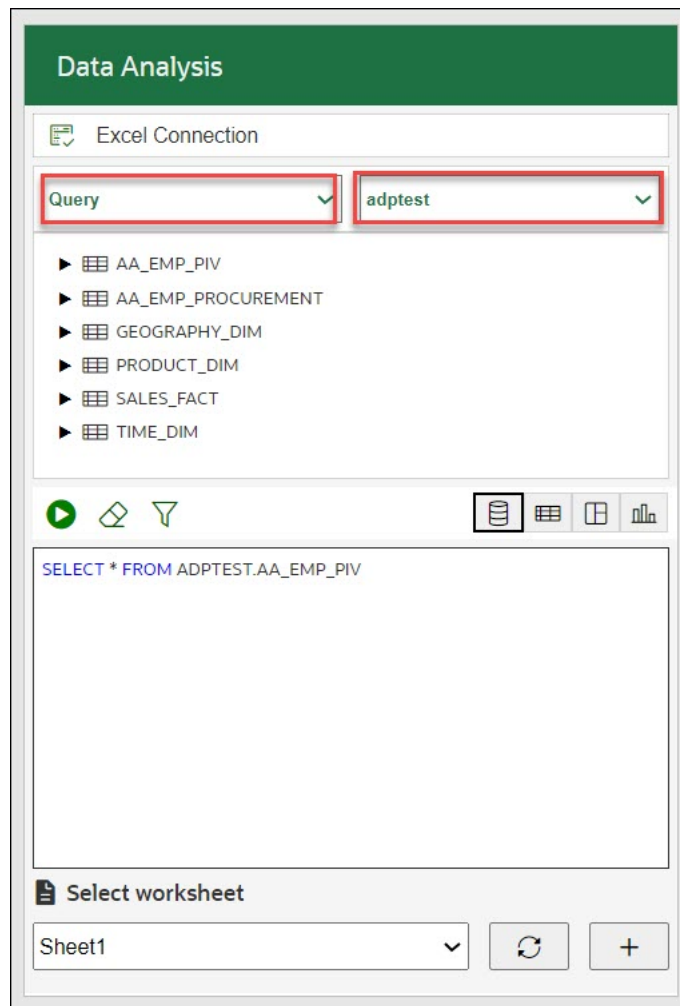 Data Analysis
Excel Connection
Query adptest
AA_EMP_PIV
AA_EMP_PROCUREMENT
GEOGRAPHY_DIM
PRODUCT_DIM
SALES_FACT
TIME_DIM
SELECT * FROM ADPTEST.AA_EMP_PIV
Select worksheet
Sheet1